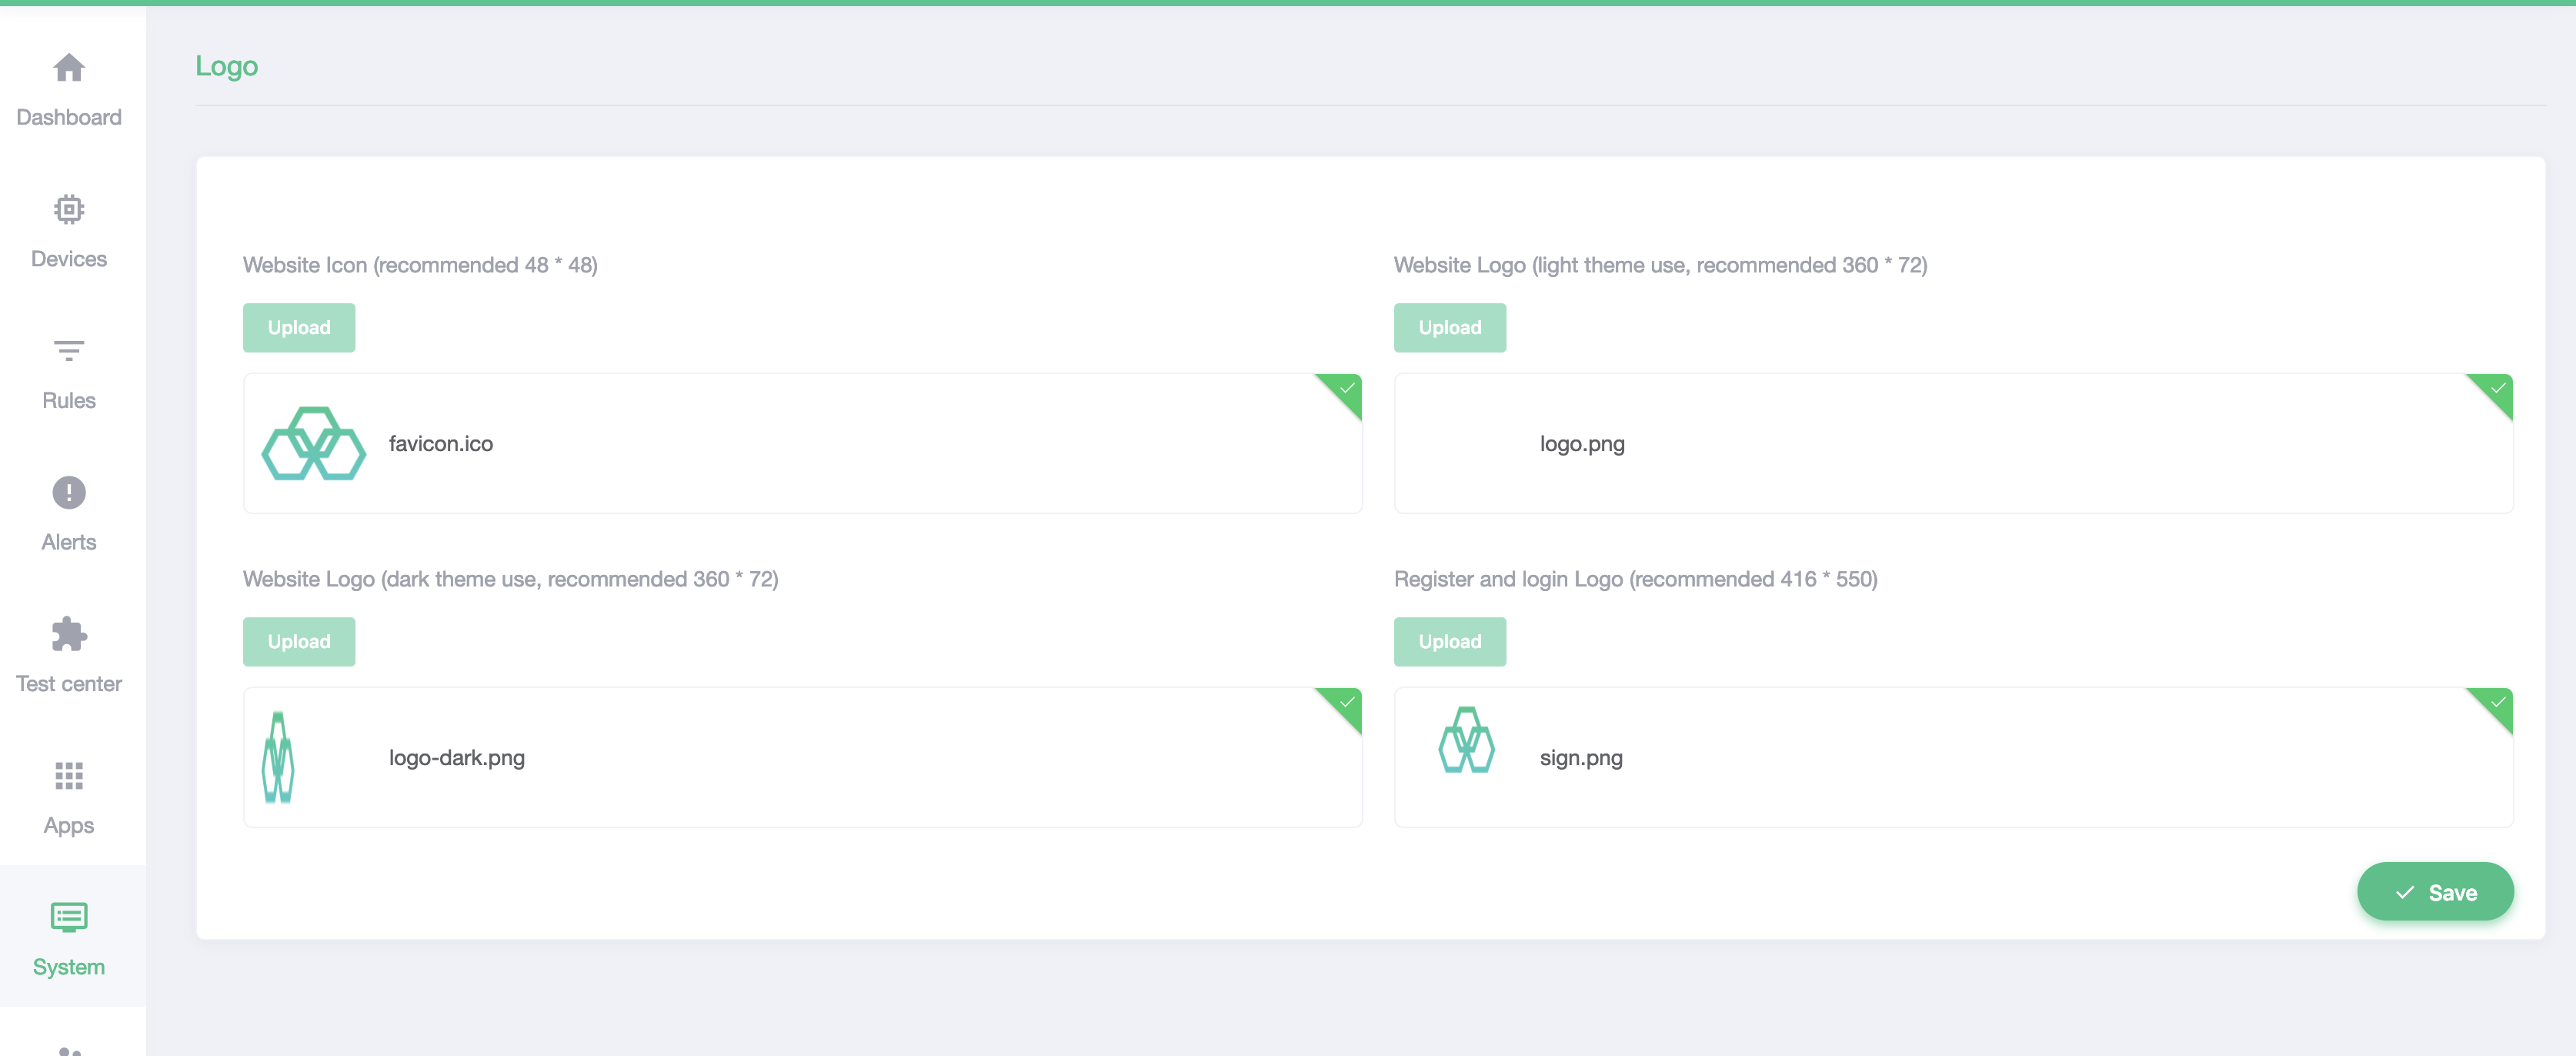 Logo
Dashboard
Devices
Rules
Alerts
Test center
Apps
System
Website Icon (recommended 48 * 48)
Upload
favicon.ico
Website Logo (light theme use, recommended 360 * 72)
Upload
logo.png
Website Logo (dark theme use, recommended 360 * 72)
Upload
logo-dark.png
Register and login Logo (recommended 416 * 550)
Upload
sign.png
Save